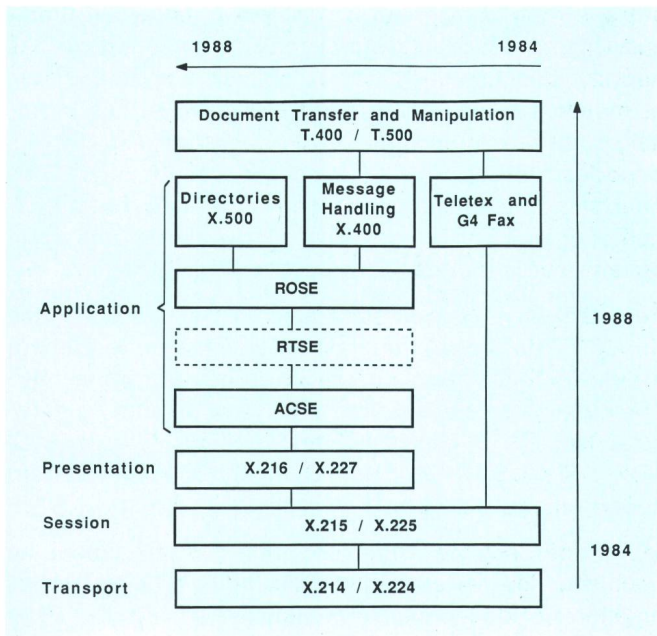 1988 1984
Document Transfer and Manipulation
T.400 / T.500
Directories
X.500
Message
Handling
X.400
Teletex and
G4 Fax
Application
ROSE
RTSE
ACSE
1988
Presentation
X.216 / X.227
Session
X.215 / X.225
1984
Transport
X.214 / X.224